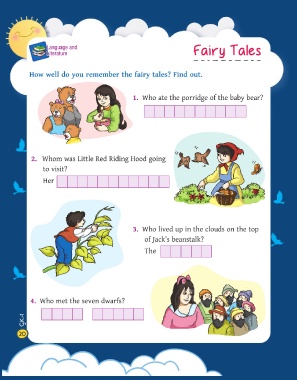 Language and
Literature
Fairy Tales
How well do you remember the fairy tales? Find out.
1. Who ate the porridge of the baby bear?
2. Whom was Little Red Riding Hood going
to visit?
Her
3. Who lived up in the clouds on the top
of Jack's beanstalk?
The
4. Who met the seven dwarfs?
GK-1
20